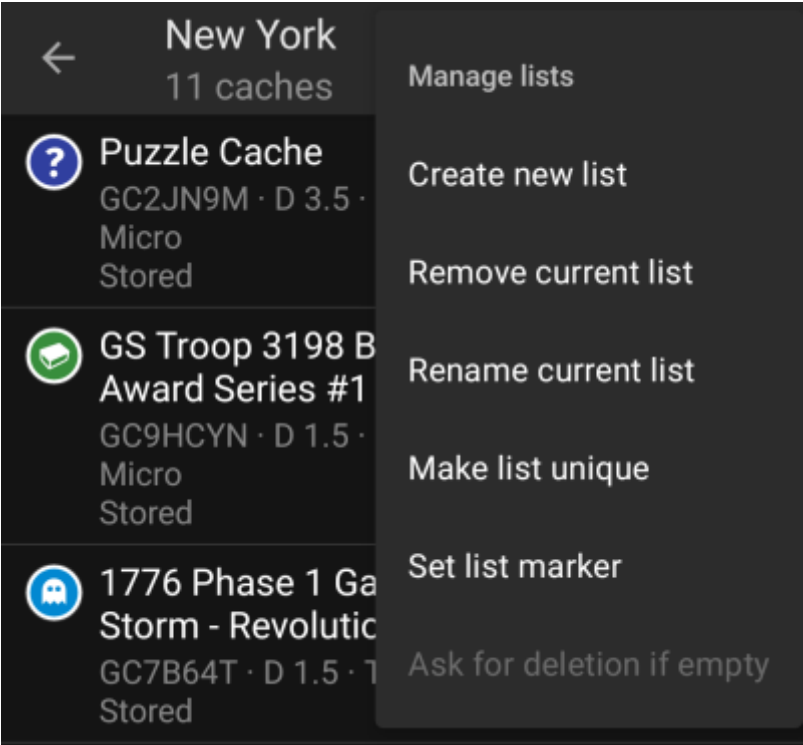 New York
11 caches
?
Puzzle Cache
GC2JN9M · D 3.5 ·
Micro
Stored
GS Troop 3198 B
Award Series #1
GC9HCYN · D 1.5 ·
Micro
Stored
1776 Phase 1 Ga
Storm - Revolutic
GC7B64T · D 1.5 · T
Stored
Manage lists
Create new list
Remove current list
Rename current list
Make list unique
Set list marker
Ask for deletion if empty